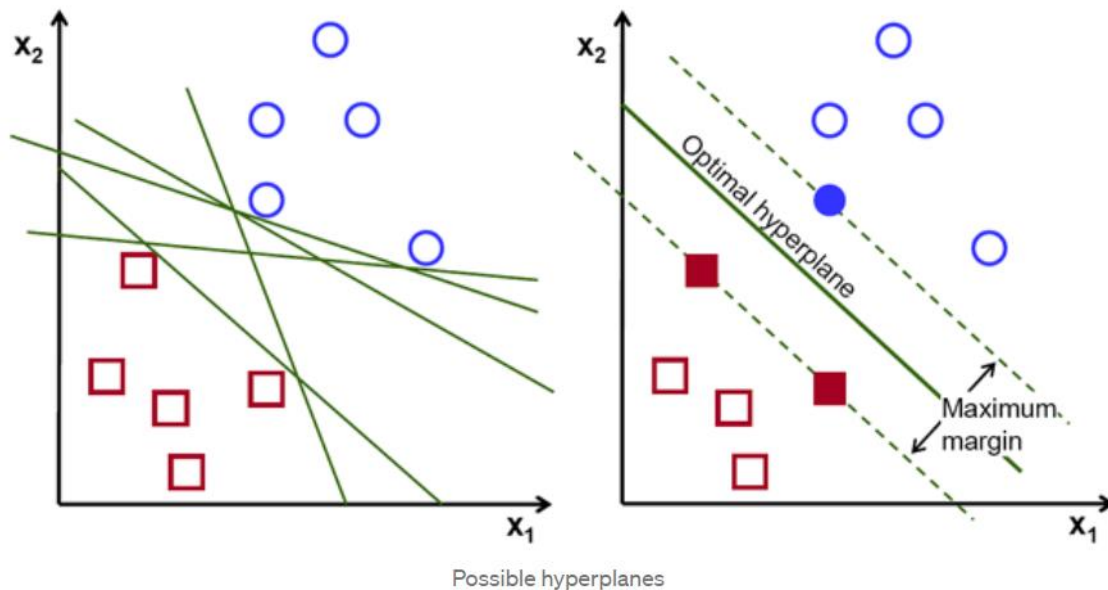 x₂
x₁
x₂
Optimal hyperplane
Maximum
margin
x₁
Possible hyperplanes